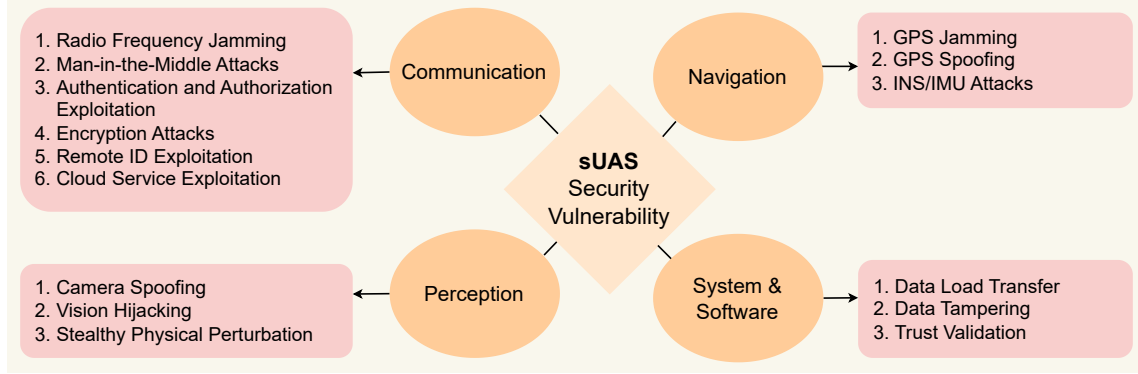 1. Radio Frequency Jamming
2. Man-in-the-Middle Attacks
3. Authentication and Authorization
Exploitation
4. Encryption Attacks
5. Remote ID Exploitation
6. Cloud Service Exploitation
Communication
Navigation
1. GPS Jamming
2. GPS Spoofing
3. INS/IMU Attacks
sUAS
Security
Vulnerability
1. Camera Spoofing
2. Vision Hijacking
3. Stealthy Physical Perturbation
Perception
System &
Software
1. Data Load Transfer
2. Data Tampering
3. Trust Validation